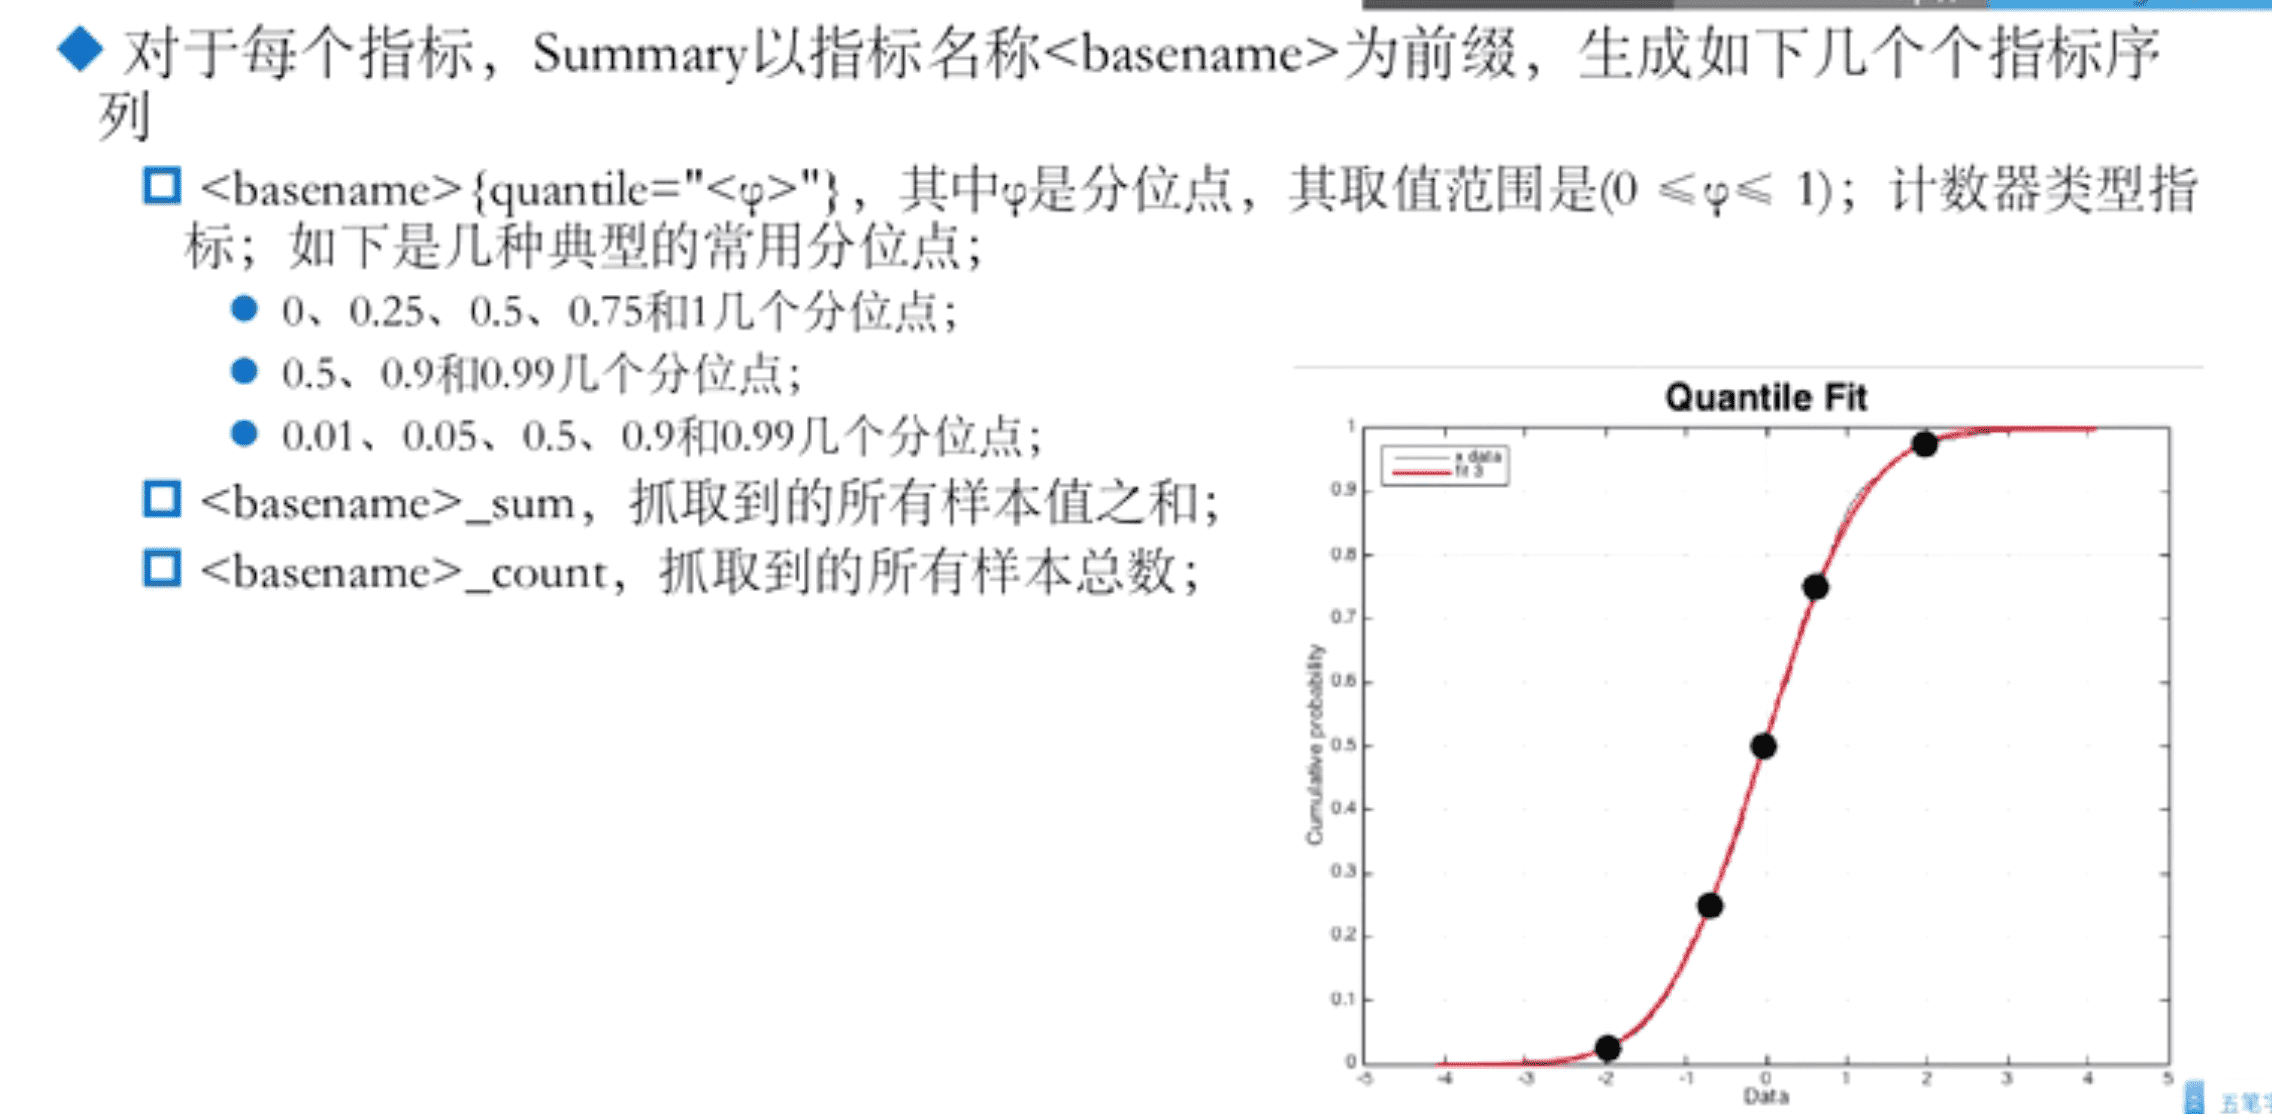 对于每个指标，Summary以指标名称<basename>为前缀，生成如下几个个指标序
列
<basename>{quantile="<φ>"}，其中φ是分位点，其取值范围是(0 ≤φ≤ 1)；计数器类型指
标；如下是几种典型的常用分位点；
0、0.25、0.5、0.75和1几个分位点；
0.5、0.9和0.99几个分位点；
0.01、0.05、0.5、0.9和0.99几个分位点；
<basename>_sum，抓取到的所有样本值之和；
<basename>_count，抓取到的所有样本总数；
Quantile Fit
x data
fit 3
1
0.9
0.8
0.7
0.6
0.5
0.4
0.3
0.2
0.1
0
Cumulative probability
-5 -4 -3 -2 -1 0 1 2 3 4 5
Data
五笔